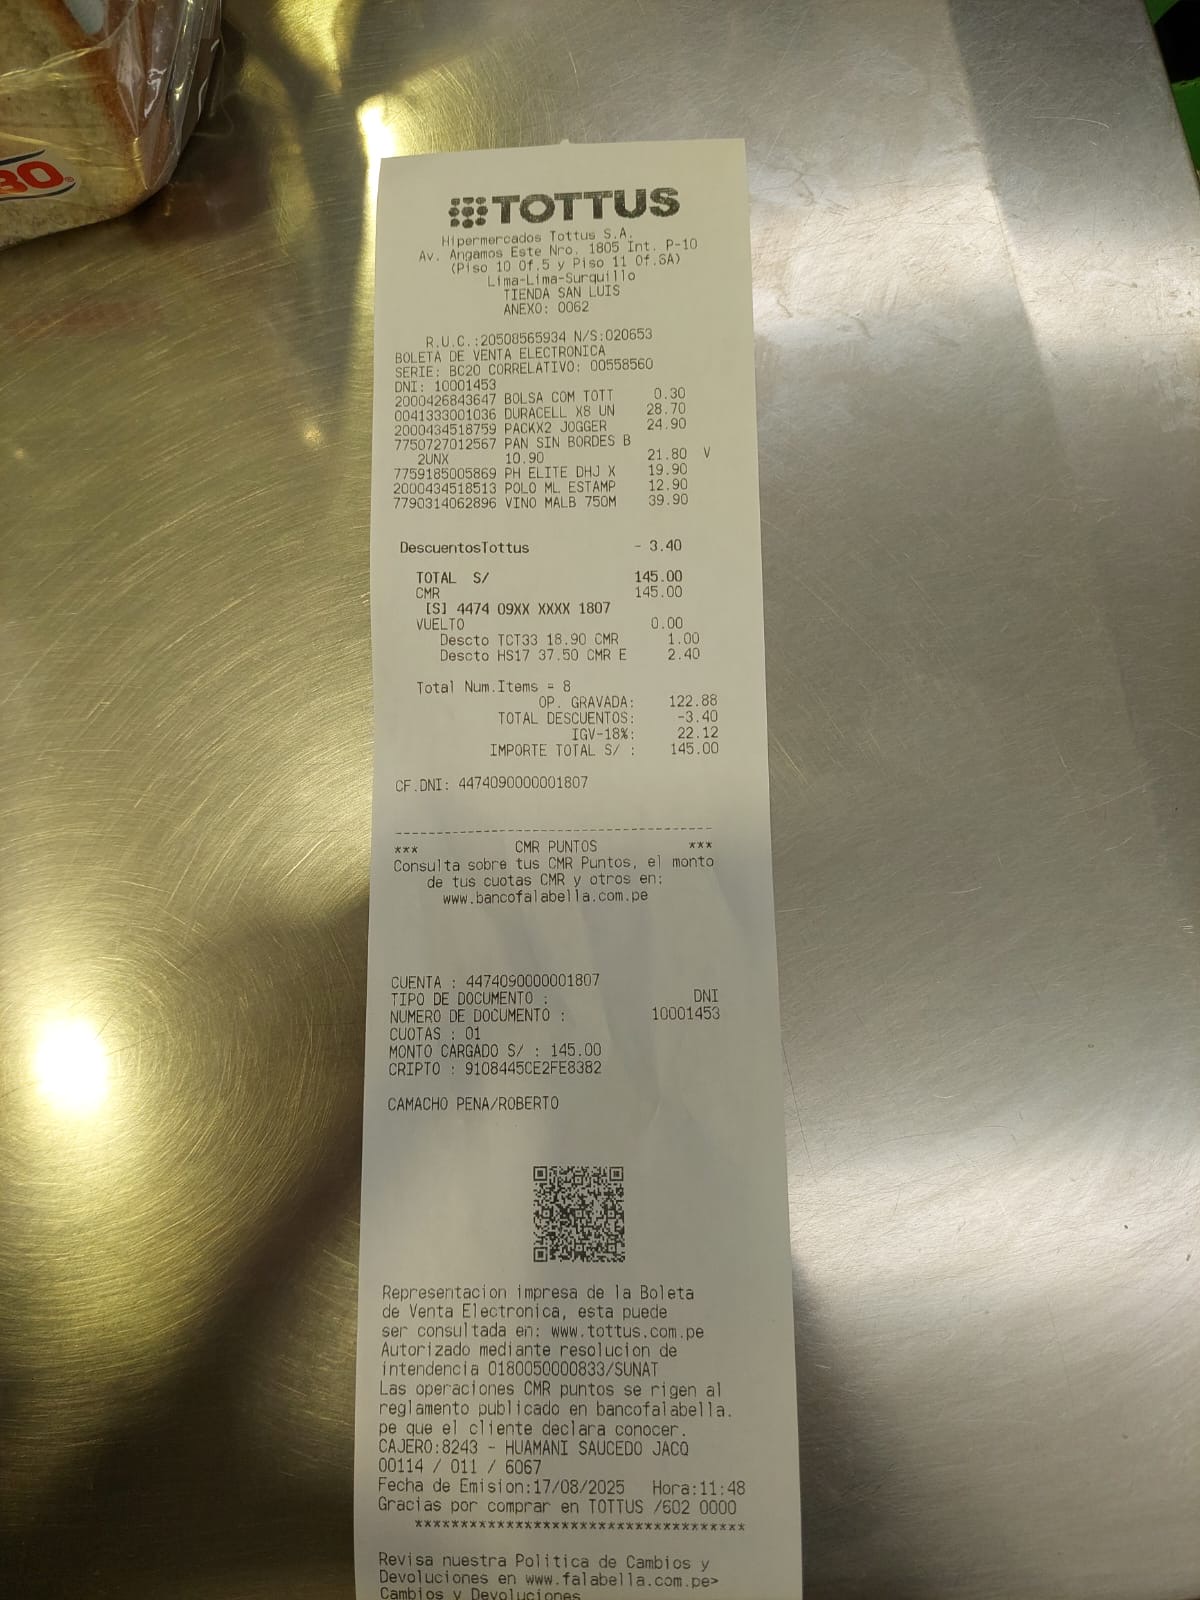 BO
TOTTUS
Hipermercados Tottus S.A.
Av. Angamos Este Nro. 1805 Int. P-10
(Piso 10 Of.5 y Piso 11 Of.6A)
Lima-Lima-Surquillo
TIENDA SAN LUIS
ANEXO: 0062
R.U.C.:20508565934 N/S:020653
BOLETA DE VENTA ELECTRONICA
SERIE: BC20 CORRELATIVO: 00558560
DNI: 10001453
2000426843647 BOLSA COM TOTT 0.30
0041333001036 DURACELL X8 UN 28.70
2000434518759 PACKX2 JOGGER 24.90
7750727012567 PAN SIN BORDES B
2UNX 10.90 21.80 V
7759185005869 PH ELITE DHJ X 19.90
2000434518513 POLO ML ESTAMP 12.90
7790314062896 VINO MALB 750M 39.90
DescuentosTottus - 3.40
TOTAL S/ 145.00
CMR 145.00
[S] 4474 09XX XXXX 1807
VUELTO 0.00
Descto TCT33 18.90 CMR 1.00
Descto HS17 37.50 CMR E 2.40
Total Num.Items = 8
OP. GRAVADA: 122.88
TOTAL DESCUENTOS: -3.40
IGV-18%: 22.12
IMPORTE TOTAL S/ : 145.00
CF.DNI: 4474090000001807
*** CMR PUNTOS ***
Consulta sobre tus CMR Puntos, el monto
de tus cuotas CMR y otros en:
www.bancofalabella.com.pe
CUENTA : 4474090000001807
TIPO DE DOCUMENTO : DNI
NUMERO DE DOCUMENTO : 10001453
CUOTAS : 01
MONTO CARGADO S/ : 145.00
CRIPTO : 9108445CE2FE8382
CAMACHO PENA/ROBERTO
Representacion impresa de la Boleta
de Venta Electronica, esta puede
ser consultada en: www.tottus.com.pe
Autorizado mediante resolucion de
intendencia 0180050000833/SUNAT
Las operaciones CMR puntos se rigen al
reglamento publicado en bancofalabella.
pe que el cliente declara conocer.
CAJERO:8243 - HUAMANI SAUCEDO JACQ
00114 / 011 / 6067
Fecha de Emision:17/08/2025 Hora:11:48
Gracias por comprar en TOTTUS /602 0000
************************************
Revisa nuestra Politica de Cambios y
Devoluciones en www.falabella.com.pe>
Cambios y Devoluciones